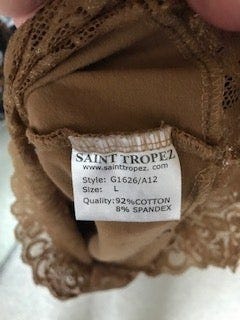 SAINT TROPEZ
www.sainttropez.com
Style: G1626/A12
Size: L
Quality: 92%COTTON
8% SPANDEX